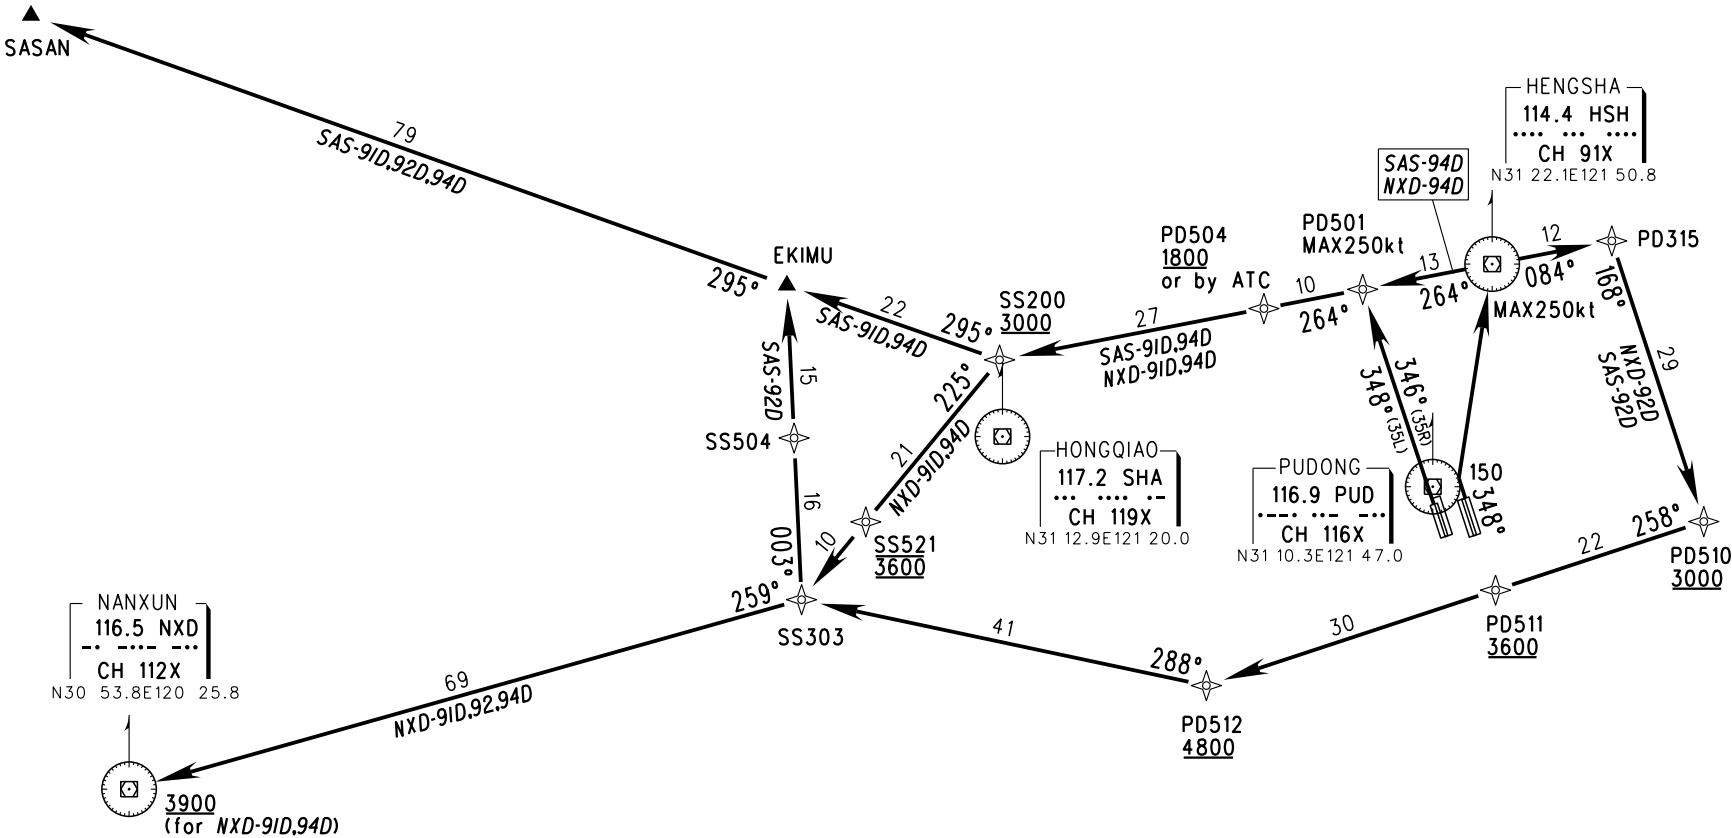 SASAN
79
SAS-91D,92D,94D
HENGSHA
114.4 HSH
CH 91X
N31 22.1E121 50.8
SAS-94D
NXD-94D
PD501
MAX250kt
PD504
1800
or by ATC
12
084°
PD315
13
264°
MAX250kt
168°
10
264°
EKIMU
295°
22
SAS-91D,94D
SS200
3000
295°
27
SAS-91D,94D
NXD-91D,94D
29
NXD-92D
SAS-92D
346° (35R)
348° (35L)
15
SAS-92D
225°
21
NXD-91D,94D
SS504
HONGQIAO
117.2 SHA
CH 119X
N31 12.9E121 20.0
PUDONG
116.9 PUD
CH 116X
N31 10.3E121 47.0
150
348°
16
003°
10
SS521
3600
22
258°
PD510
3000
259°
SS303
41
288°
30
PD511
3600
PD512
4800
NANXUN
116.5 NXD
CH 112X
N30 53.8E120 25.8
69
NXD-91D,92,94D
3900
(for NXD-91D,94D)